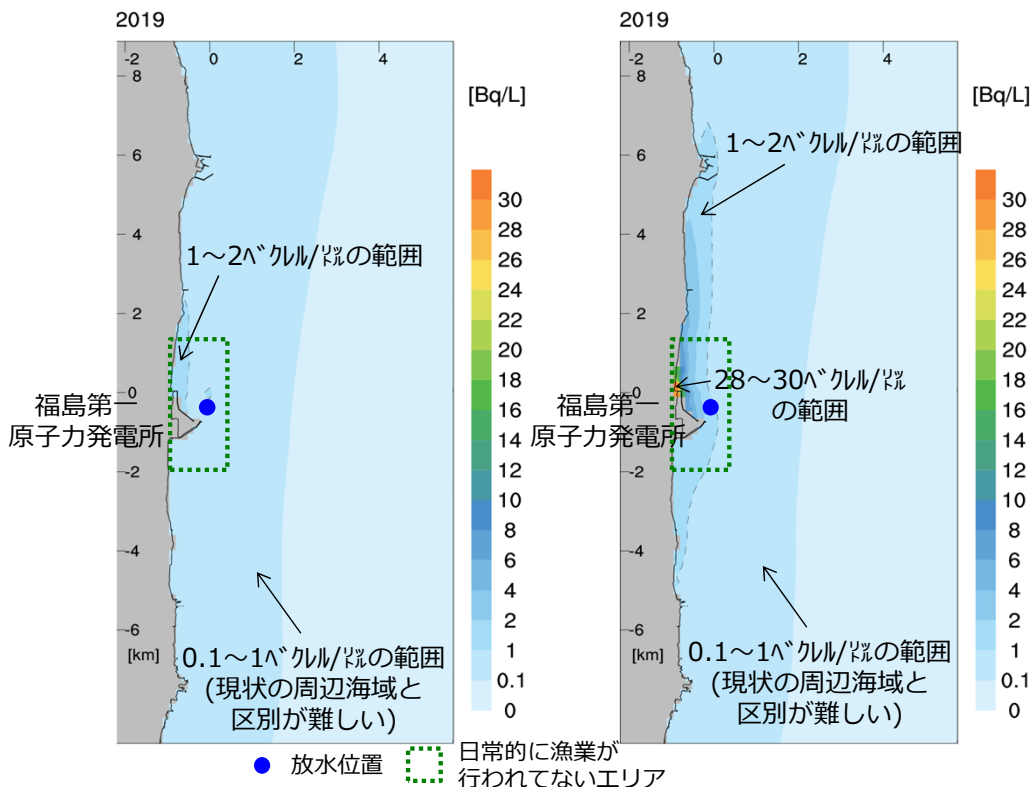 2019
-2
0
2
4
8
6
4
2
0
-2
-4
-6
[km]
[Bq/L]
30
28
26
24
22
20
18
16
14
12
10
8
6
4
2
1
0.1
0
1～2ﾍﾞｸﾚﾙ/㍑の範囲
福島第一
原子力発電所
0.1～1ﾍﾞｸﾚﾙ/㍑の範囲
(現状の周辺海域と
区別が難しい)
2019
-2
0
2
4
8
6
4
2
0
-2
-4
-6
[km]
[Bq/L]
30
28
26
24
22
20
18
16
14
12
10
8
6
4
2
1
0.1
0
1～2ﾍﾞｸﾚﾙ/㍑の範囲
28～30ﾍﾞｸﾚﾙ/㍑
の範囲
福島第一
原子力発電所
0.1～1ﾍﾞｸﾚﾙ/㍑の範囲
(現状の周辺海域と
区別が難しい)
放水位置
日常的に漁業が
行われてないエリア